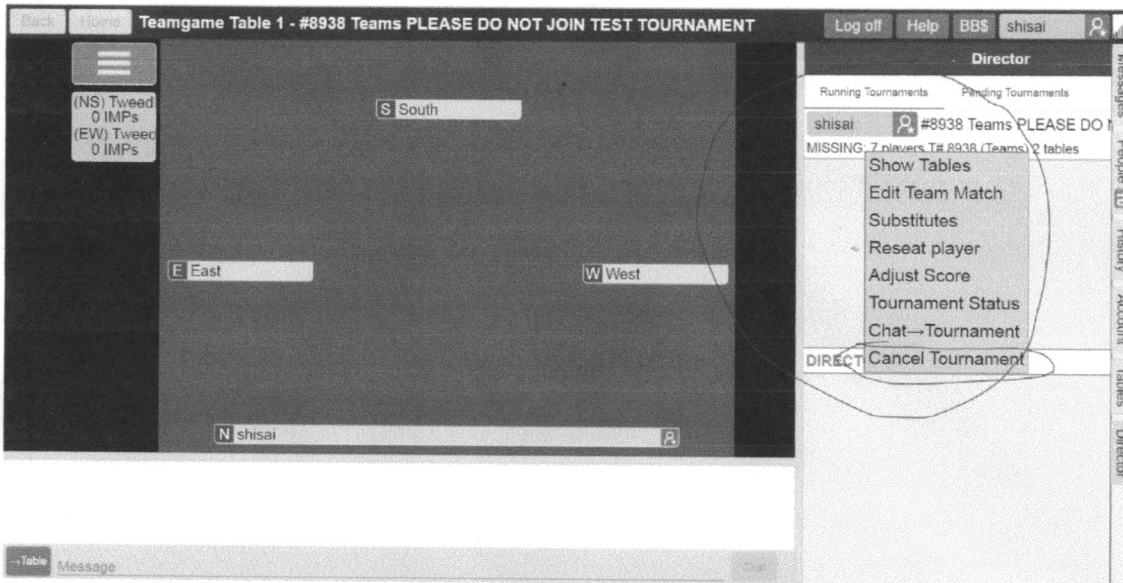 Back Home Teamgame Table 1 - #8938 Teams PLEASE DO NOT JOIN TEST TOURNAMENT Log off Help BB$ shisai
(NS) Tweed
0 IMPs
(EW) Tweed
0 IMPs
S South
E East
W West
N shisai
→Table Message Chat
Director
Running Tournaments Pending Tournaments
shisai #8938 Teams PLEASE DO N
MISSING: 7 players T# 8938 (Teams) 2 tables
Show Tables
Edit Team Match
Substitutes
Reseat player
Adjust Score
Tournament Status
Chat→Tournament
DIRECT Cancel Tournament
Messages
People
History
Account
Tables
Director